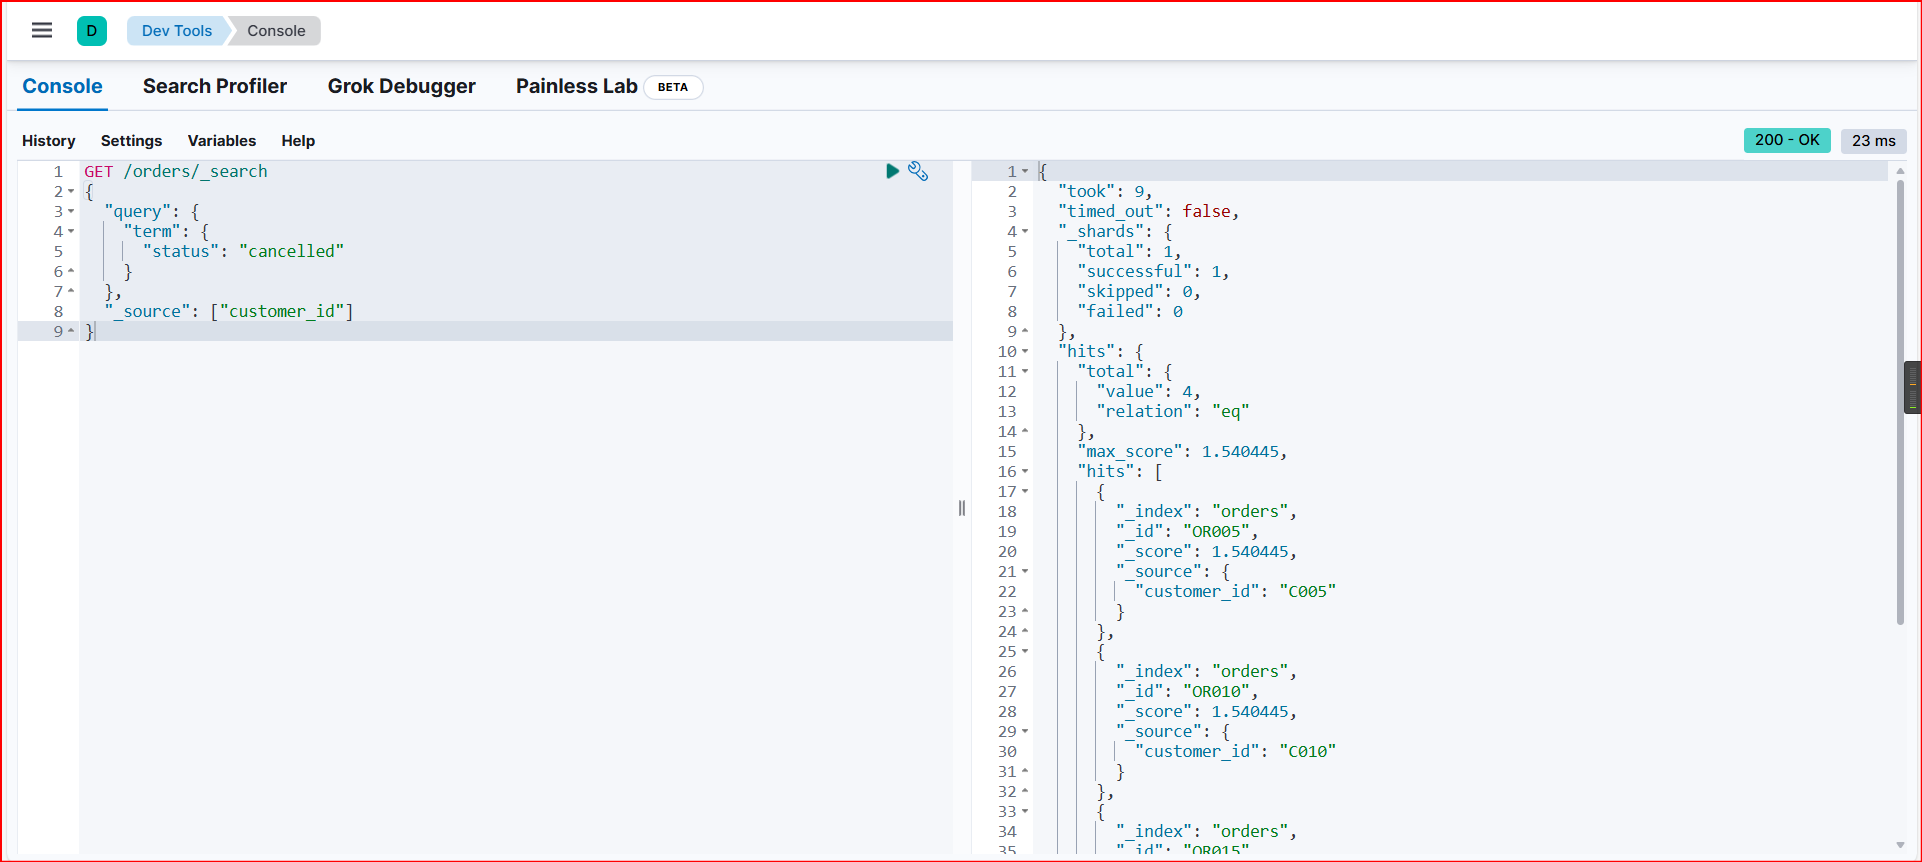 D Dev Tools Console
Console Search Profiler Grok Debugger Painless Lab BETA
History Settings Variables Help 200 - OK 23 ms
1 GET /orders/_search
2 {
3 "query": {
4 "term": {
5 "status": "cancelled"
6 }
7 },
8 "_source": ["customer_id"]
9 }
1 {
2 "took": 9,
3 "timed_out": false,
4 "_shards": {
5 "total": 1,
6 "successful": 1,
7 "skipped": 0,
8 "failed": 0
9 },
10 "hits": {
11 "total": {
12 "value": 4,
13 "relation": "eq"
14 },
15 "max_score": 1.540445,
16 "hits": [
17 {
18 "_index": "orders",
19 "_id": "OR005",
20 "_score": 1.540445,
21 "_source": {
22 "customer_id": "C005"
23 }
24 },
25 {
26 "_index": "orders",
27 "_id": "OR010",
28 "_score": 1.540445,
29 "_source": {
30 "customer_id": "C010"
31 }
32 },
33 {
34 "_index": "orders",
35 "_id": "OR015"